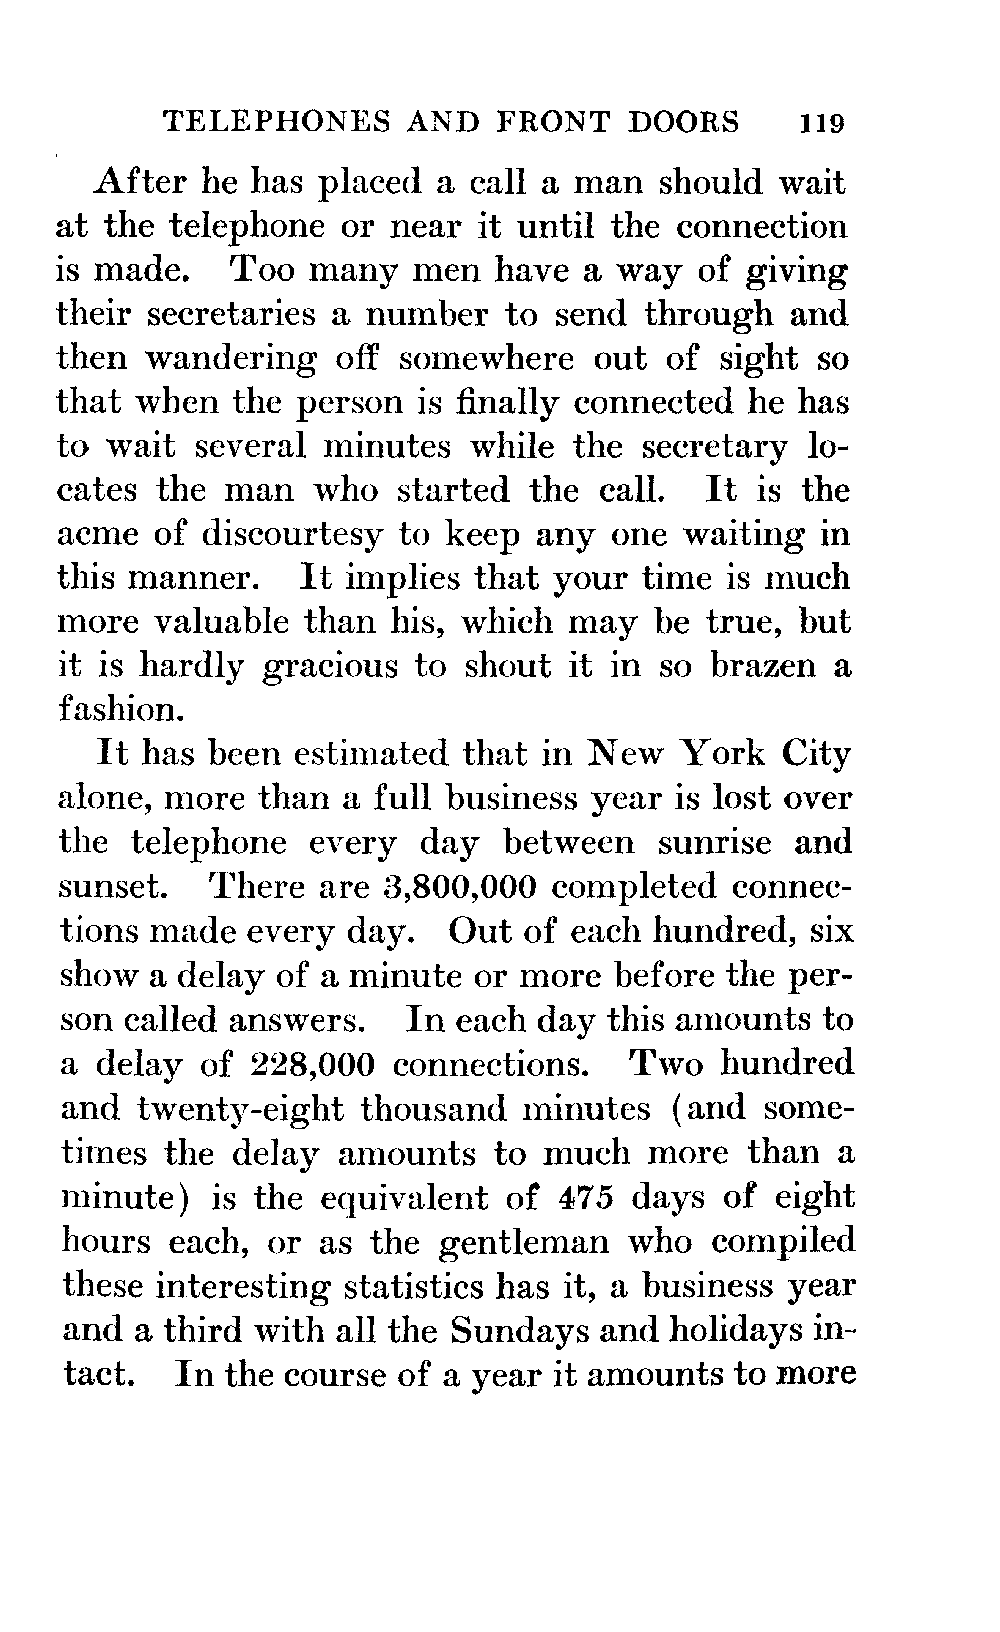 TELEPHONES AND FRONT DOORS 119
After he has placed a call a man should wait
at the telephone or near it until the connection
is made. Too many men have a way of giving
their secretaries a number to send through and
then wandering off somewhere out of sight so
that when the person is finally connected he has
to wait several minutes while the secretary lo-
cates the man who started the call. It is the
acme of discourtesy to keep any one waiting in
this manner. It implies that your time is much
more valuable than his, which may be true, but
it is hardly gracious to shout it in so brazen a
fashion.
It has been estimated that in New York City
alone, more than a full business year is lost over
the telephone every day between sunrise and
sunset. There are 3,800,000 completed connec-
tions made every day. Out of each hundred, six
show a delay of a minute or more before the per-
son called answers. In each day this amounts to
a delay of 228,000 connections. Two hundred
and twenty-eight thousand minutes (and some-
times the delay amounts to much more than a
minute) is the equivalent of 475 days of eight
hours each, or as the gentleman who compiled
these interesting statistics has it, a business year
and a third with all the Sundays and holidays in-
tact. In the course of a year it amounts to more